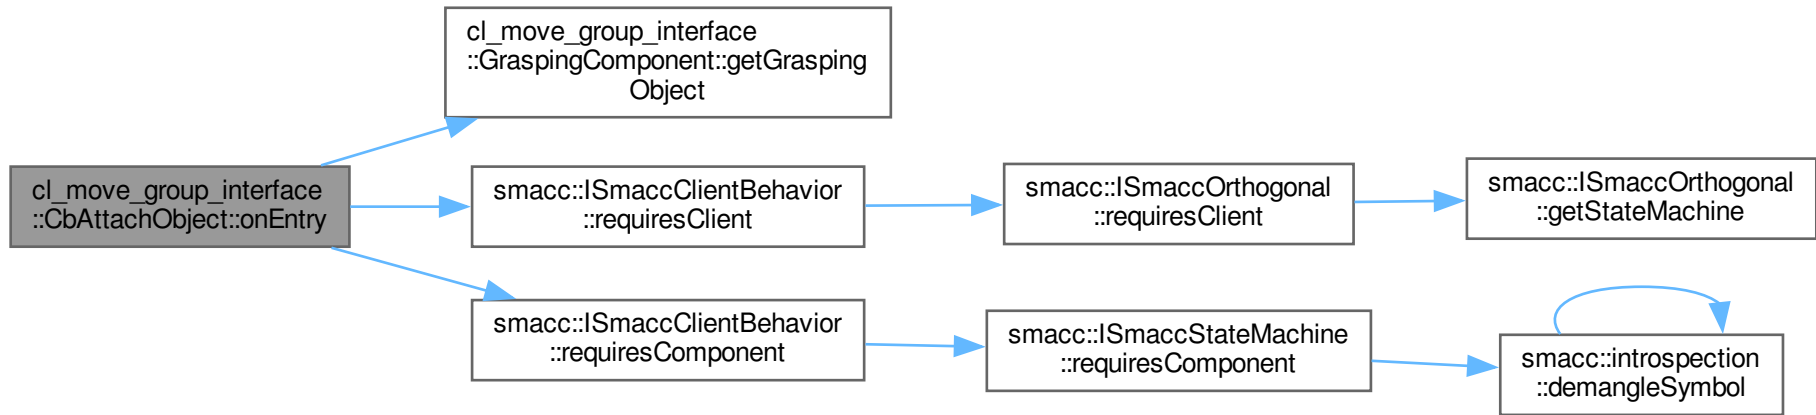 cl_move_group_interface
::GraspingComponent::getGrasping
Object
cl_move_group_interface
::CbAttachObject::onEntry
smacc::ISmaccClientBehavior
::requiresClient
smacc::ISmaccOrthogonal
::requiresClient
smacc::ISmaccOrthogonal
::getStateMachine
smacc::ISmaccClientBehavior
::requiresComponent
smacc::ISmaccStateMachine
::requiresComponent
smacc::introspection
::demangleSymbol